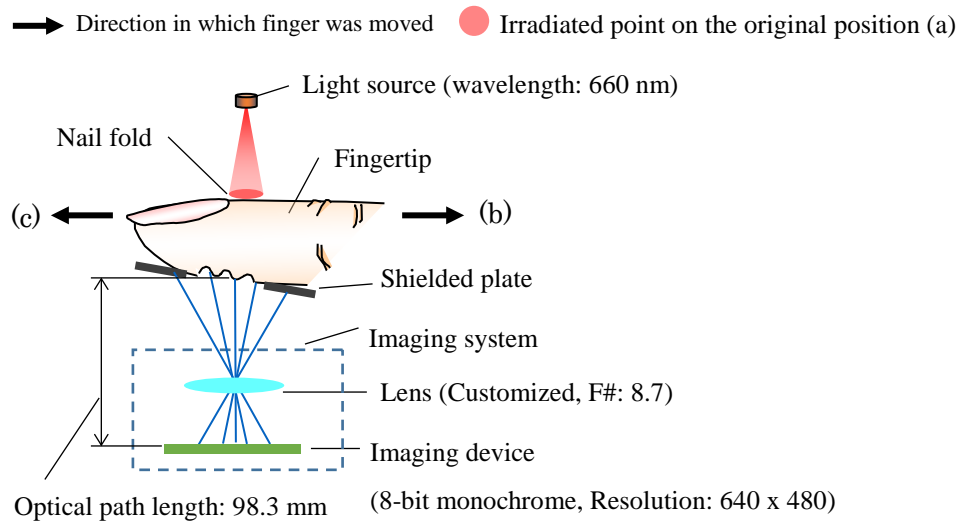 Direction in which finger was moved
Irradiated point on the original position (a)
Light source (wavelength: 660 nm)
Nail fold
Fingertip
(c)
(b)
Shielded plate
Imaging system
Lens (Customized, F#: 8.7)
Imaging device
(8-bit monochrome, Resolution: 640 x 480)
Optical path length: 98.3 mm